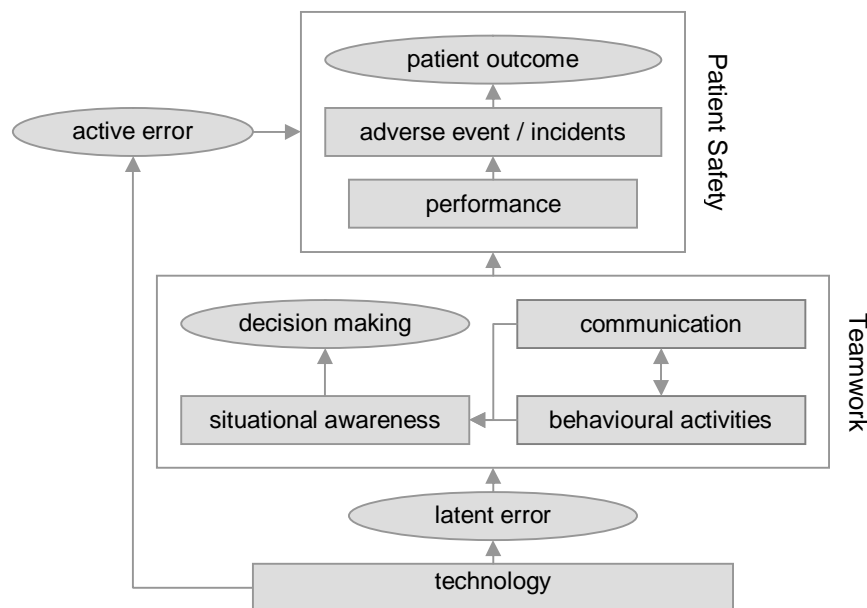 patient outcome
active error
adverse event / incidents
performance
Patient Safety
decision making
communication
situational awareness
behavioural activities
Teamwork
latent error
technology